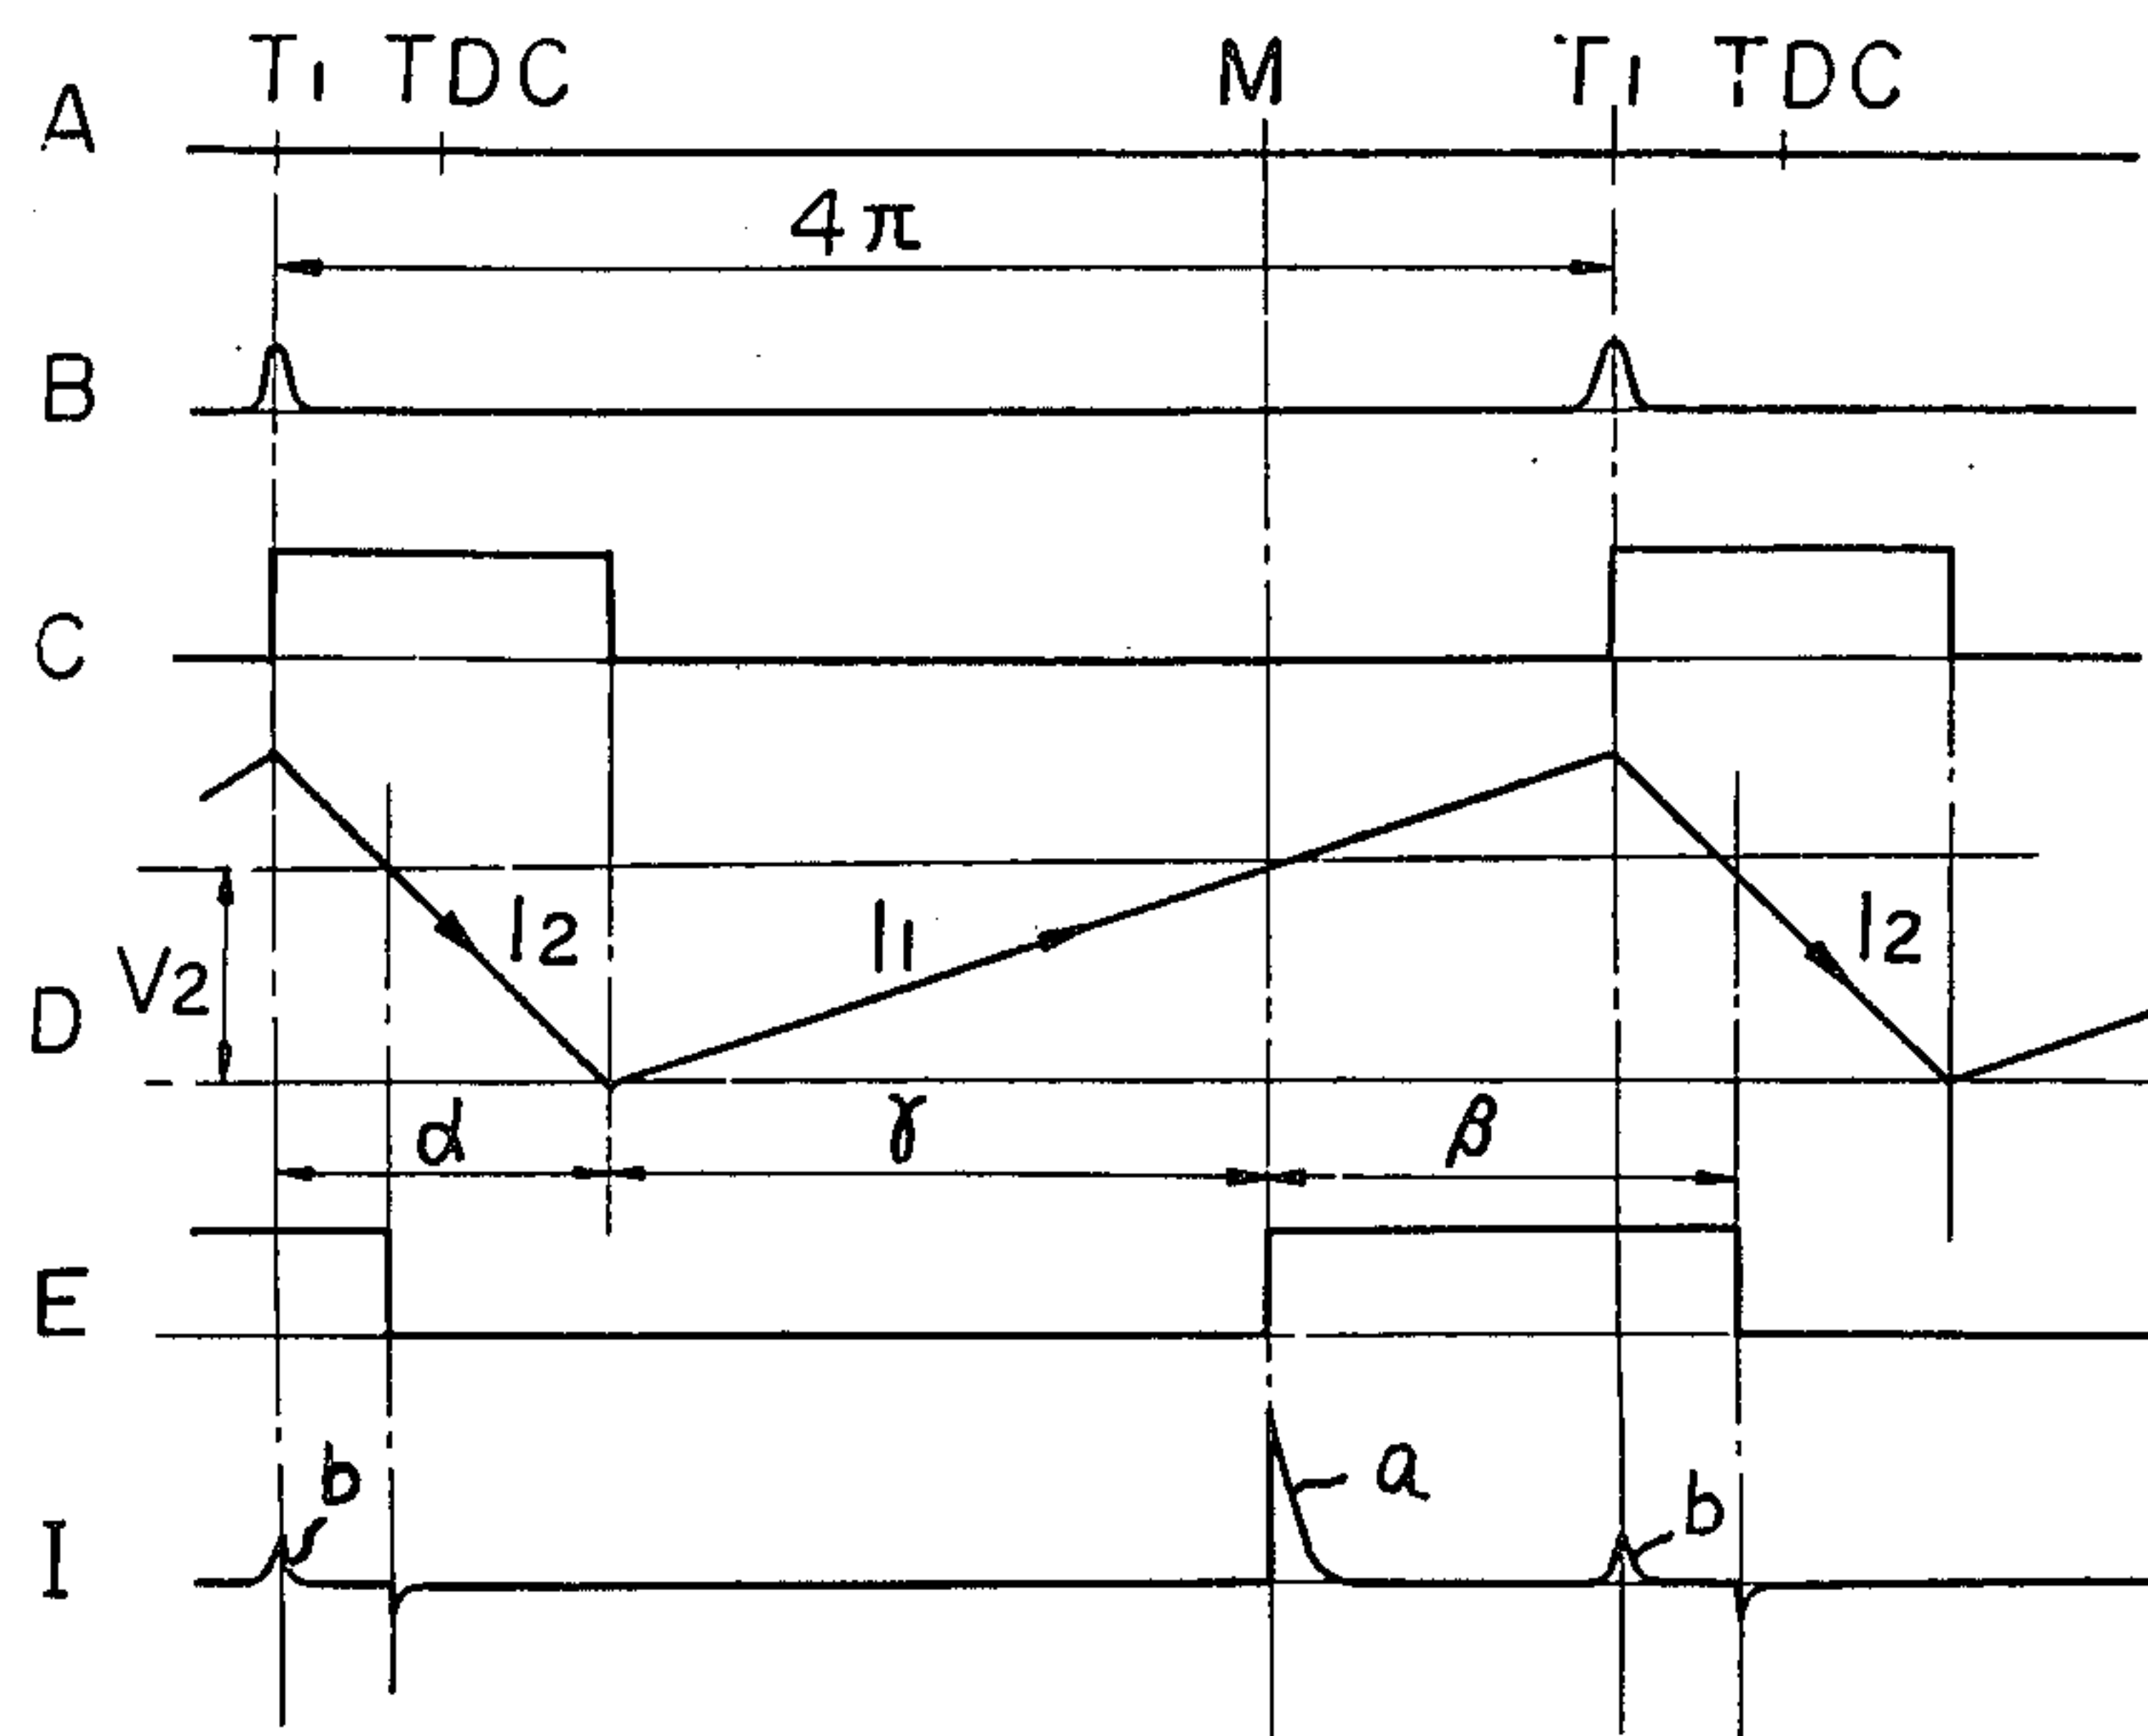 T1 TDC M T1 TDC
A
4π
B
C
V2 I2 I1 I2
D
α γ β
E
a
b b
I